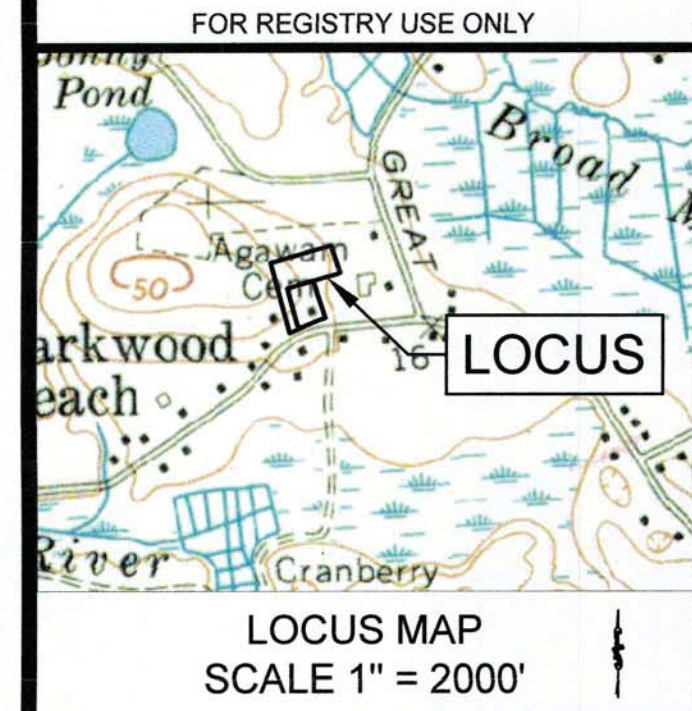 FOR REGISTRY USE ONLY
Pond
Broad
GREAT
Agawam
Cem
50
arkwood
each
16
LOCUS
River
Cranberry
LOCUS MAP
SCALE 1" = 2000'